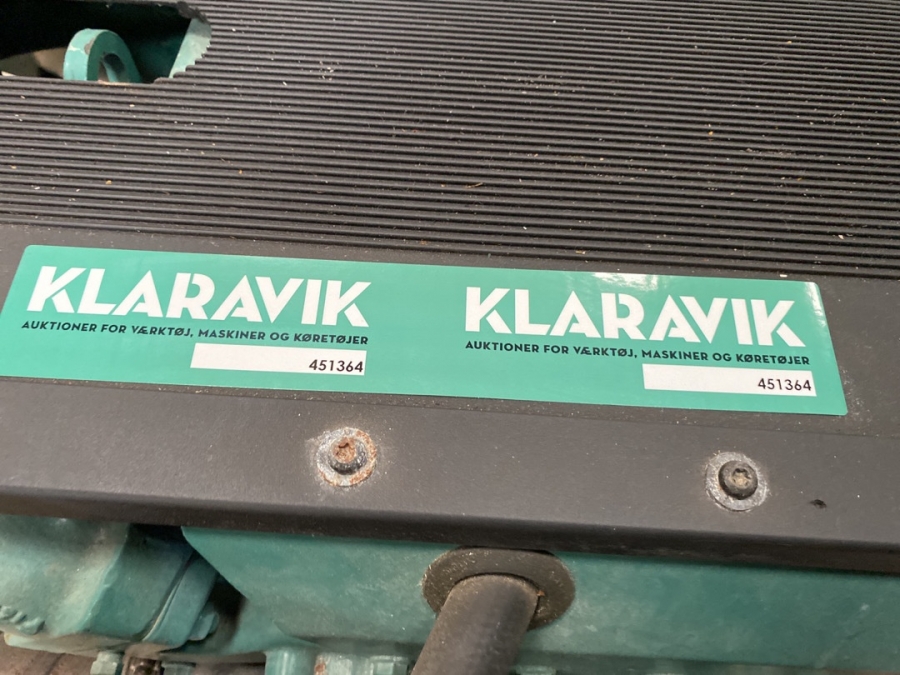 KLARAVIK
AUKTIONER FOR VÆRKTØJ, MASKINER OG KØRETØJER
451364
KLARAVIK
AUKTIONER FOR VÆRKTØJ, MASKINER OG KØRETØJER
451364